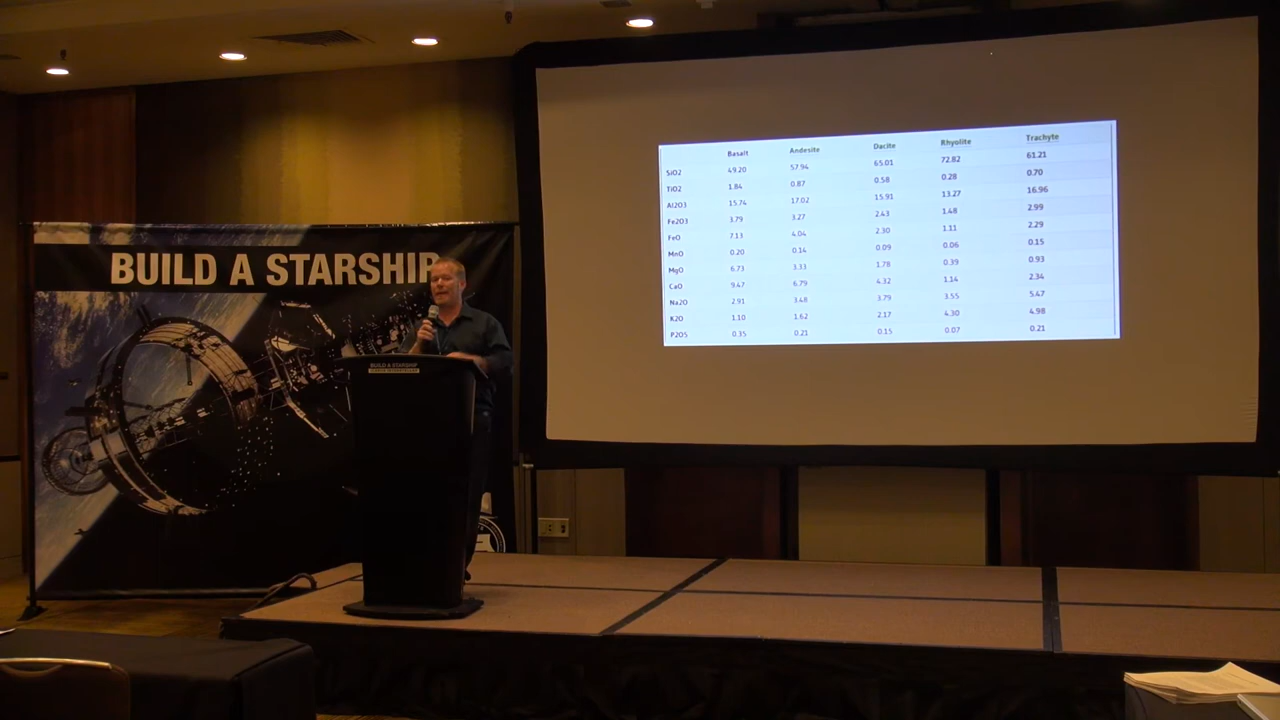 BUILD A STARSHIP
BUILD A STARSHIP
Basalt Andesite Dacite Rhyolite Trachyte
SiO2 49.20 57.94 65.01 72.82 61.21
TiO2 1.84 0.87 0.58 0.28 0.70
Al2O3 15.74 17.02 15.91 13.27 16.96
Fe2O3 3.79 3.27 2.43 1.48 2.99
FeO 7.13 4.04 2.30 1.11 2.29
MnO 0.20 0.14 0.09 0.06 0.15
MgO 6.73 3.33 1.78 0.39 0.93
CaO 9.47 6.79 4.32 1.14 2.34
Na2O 2.91 3.48 3.79 3.55 5.47
K2O 1.10 1.62 2.17 4.30 4.98
P2O5 0.35 0.21 0.15 0.07 0.21